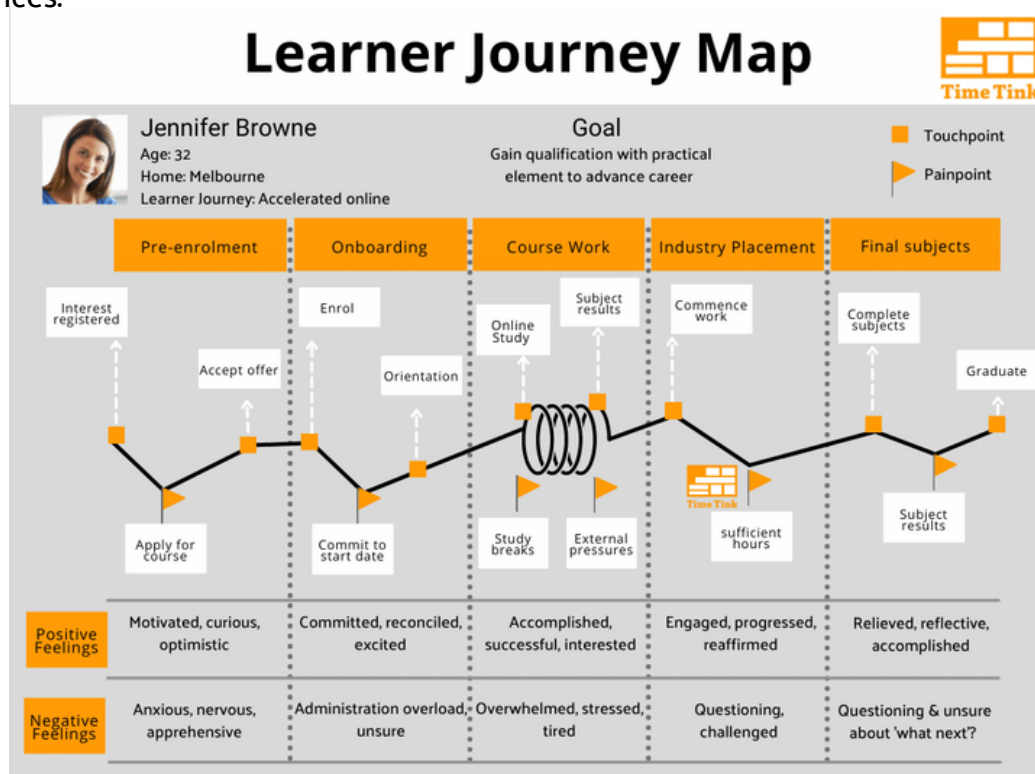 Learner Journey Map
Time Tink
Jennifer Browne
Age: 32
Home: Melbourne
Learner Journey: Accelerated online
Goal
Gain qualification with practical
element to advance career
Touchpoint
Painpoint
Pre-enrolment
Onboarding
Course Work
Industry Placement
Final subjects
Interest
registered
Accept offer
Apply for
course
Enrol
Orientation
Commit to
start date
Online
Study
Subject
results
Study
breaks
External
pressures
Commence
work
Time Tink
sufficient
hours
Complete
subjects
Graduate
Subject
results
Positive
Feelings
Motivated, curious,
optimistic
Committed, reconciled,
excited
Accomplished,
successful, interested
Engaged, progressed,
reaffirmed
Relieved, reflective,
accomplished
Negative
Feelings
Anxious, nervous,
apprehensive
Administration overload,
unsure
Overwhelmed, stressed,
tired
Questioning,
challenged
Questioning & unsure
about 'what next'?